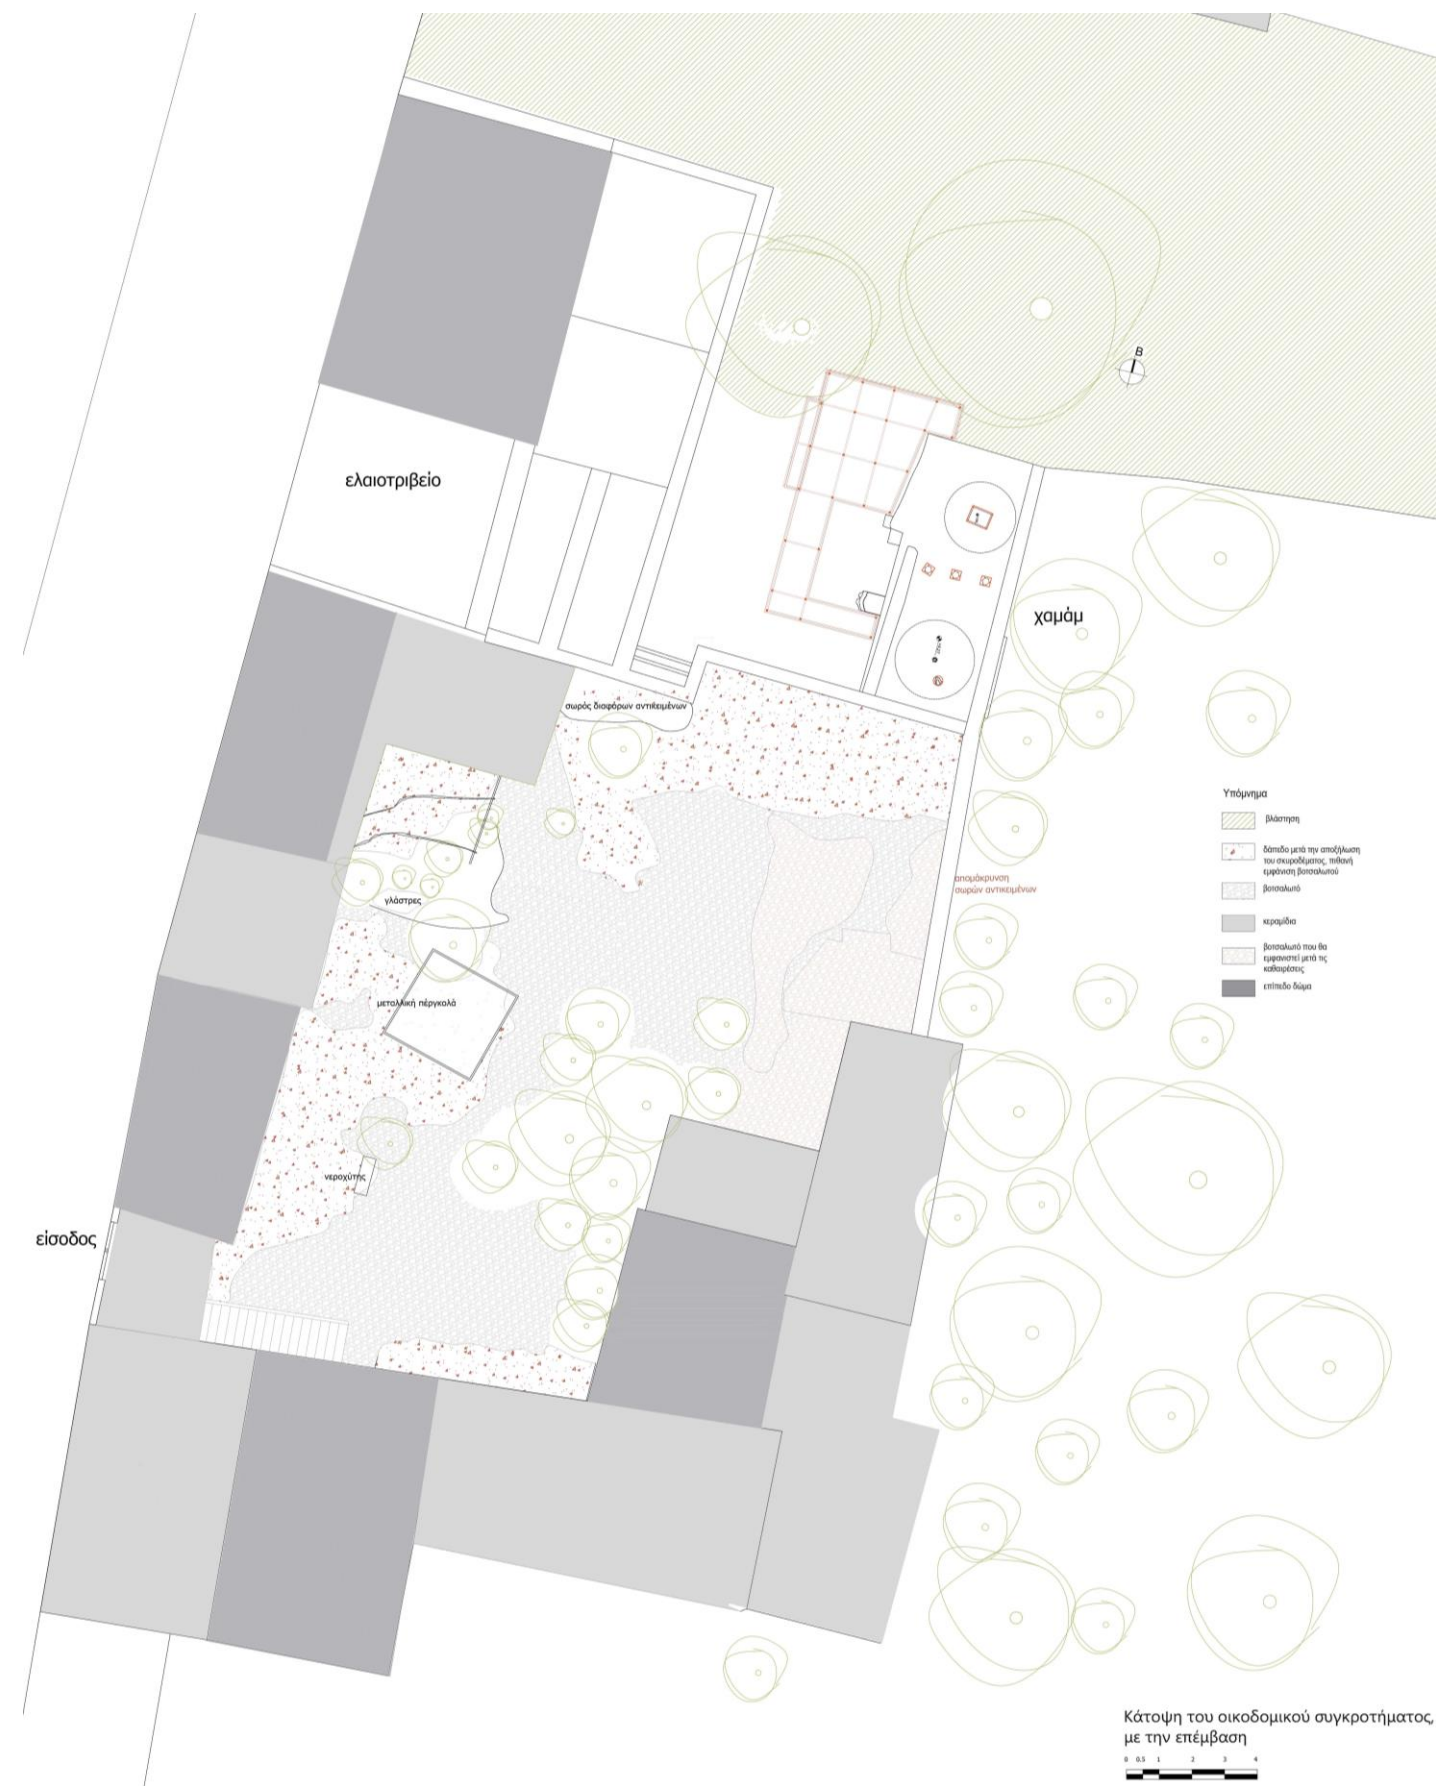 B
ελαιοτριβείο
χαμάμ
σωρός διαφόρων αντικειμένων
Υπόμνημα
βλάστηση
δάπεδο μετά την αποξήλωση
του σκυροδέματος, πιθανή
εμφάνιση βοτσαλωτού
βοτσαλωτό
κεραμίδια
βοτσαλωτό που θα
εμφανιστεί μετά τις
καθαιρέσεις
επίπεδο δώμα
απομάκρυνση
σωρών αντικειμένων
γλάστρες
μεταλλική πέργκολά
νεροχύτης
είσοδος
Κάτοψη του οικοδομικού συγκροτήματος,
με την επέμβαση
0 0.5 1 2 3 4